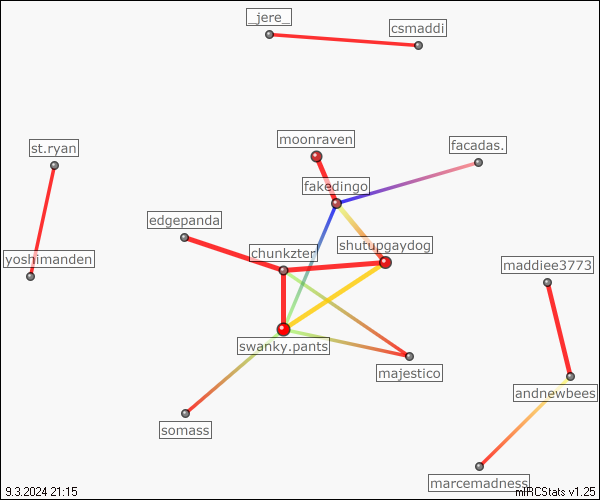 _jere_
csmaddi
moonraven
facadas.
st.ryan
fakedingo
edgepanda
shutupgaydog
chunkzter
yoshimanden
maddiee3773
swanky.pants
majestico
andnewbees
somass
marcemadness
9.3.2024 21:15
mIRCStats v1.25